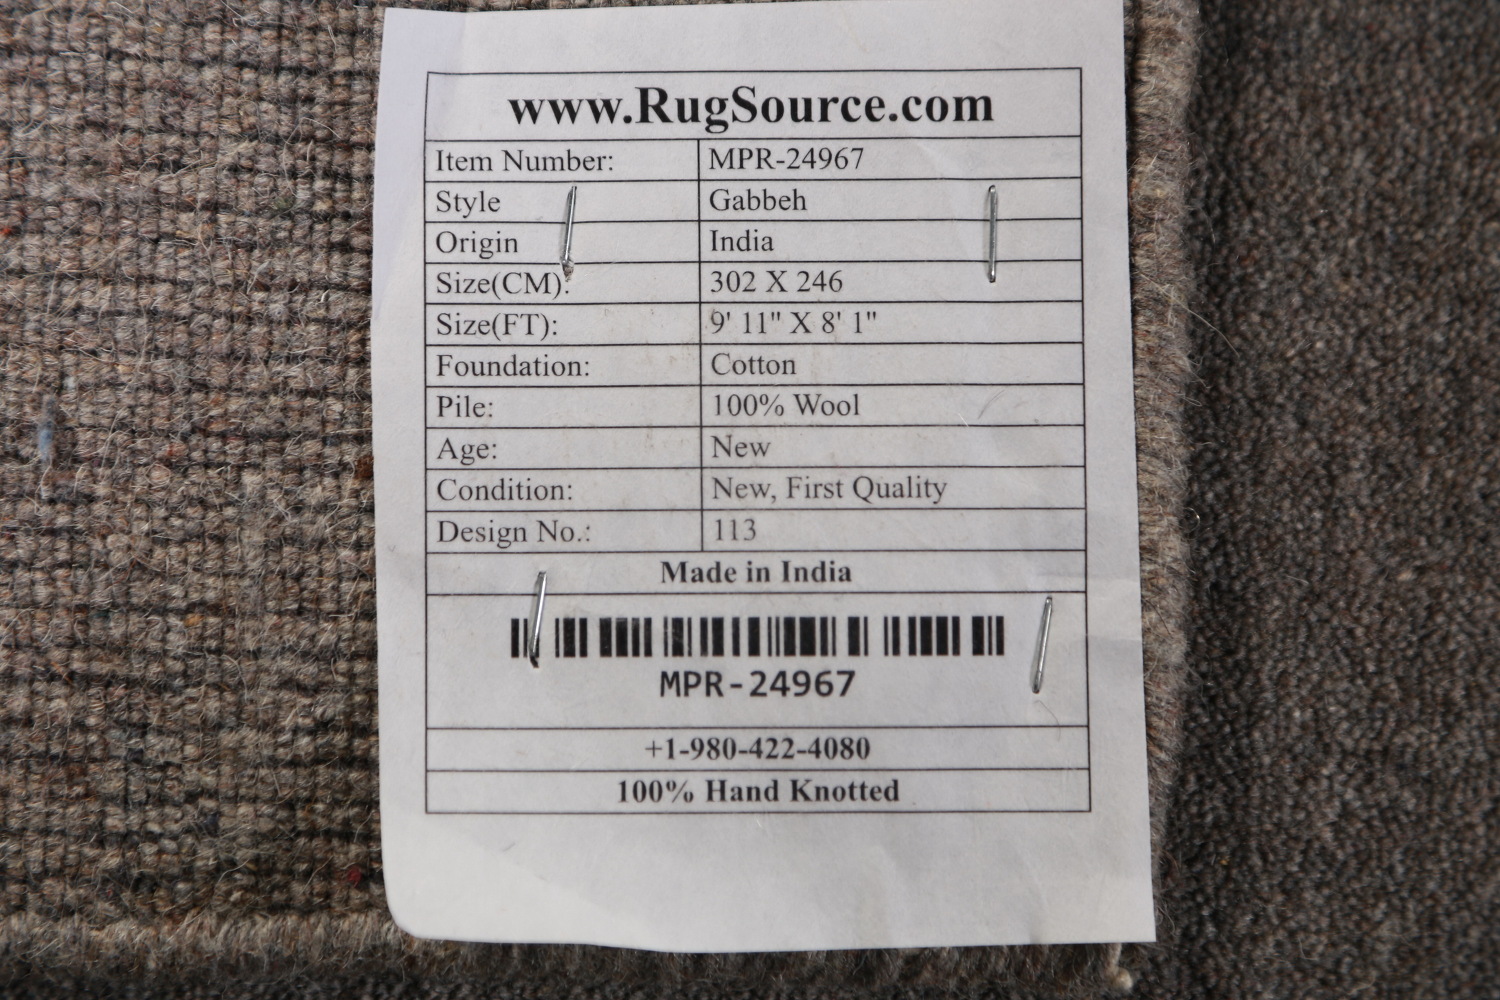 www.RugSource.com
Item Number: MPR-24967
Style Gabbeh
Origin India
Size(CM): 302 X 246
Size(FT): 9' 11" X 8' 1"
Foundation: Cotton
Pile: 100% Wool
Age: New
Condition: New, First Quality
Design No.: 113
Made in India
MPR-24967
+1-980-422-4080
100% Hand Knotted